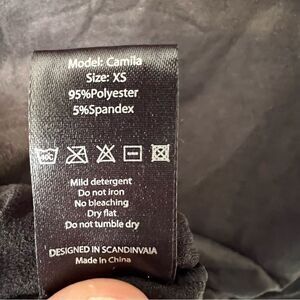 Model: Camila
Size: XS
95%Polyester
5%Spandex
40C
Mild detergent
Do not iron
No bleaching
Dry flat
Do not tumble dry
DESIGNED IN SCANDINVAIA
Made in China